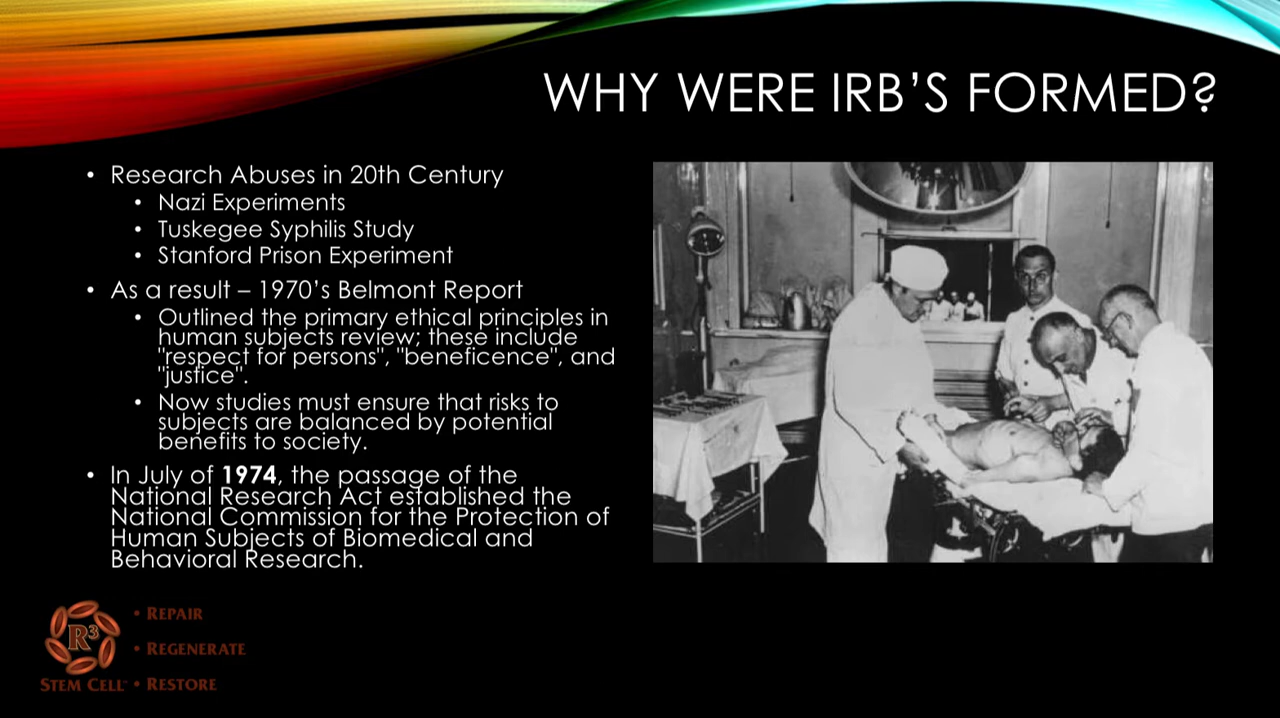 WHY WERE IRB'S FORMED?
• Research Abuses in 20th Century
• Nazi Experiments
• Tuskegee Syphilis Study
• Stanford Prison Experiment
• As a result – 1970's Belmont Report
• Outlined the primary ethical principles in
human subjects review; these include
"respect for persons", "beneficence", and
"justice".
• Now studies must ensure that risks to
subjects are balanced by potential
benefits to society.
• In July of 1974, the passage of the
National Research Act established the
National Commission for the Protection of
Human Subjects of Biomedical and
Behavioral Research.
R³
STEM CELL™
• REPAIR
• REGENERATE
• RESTORE